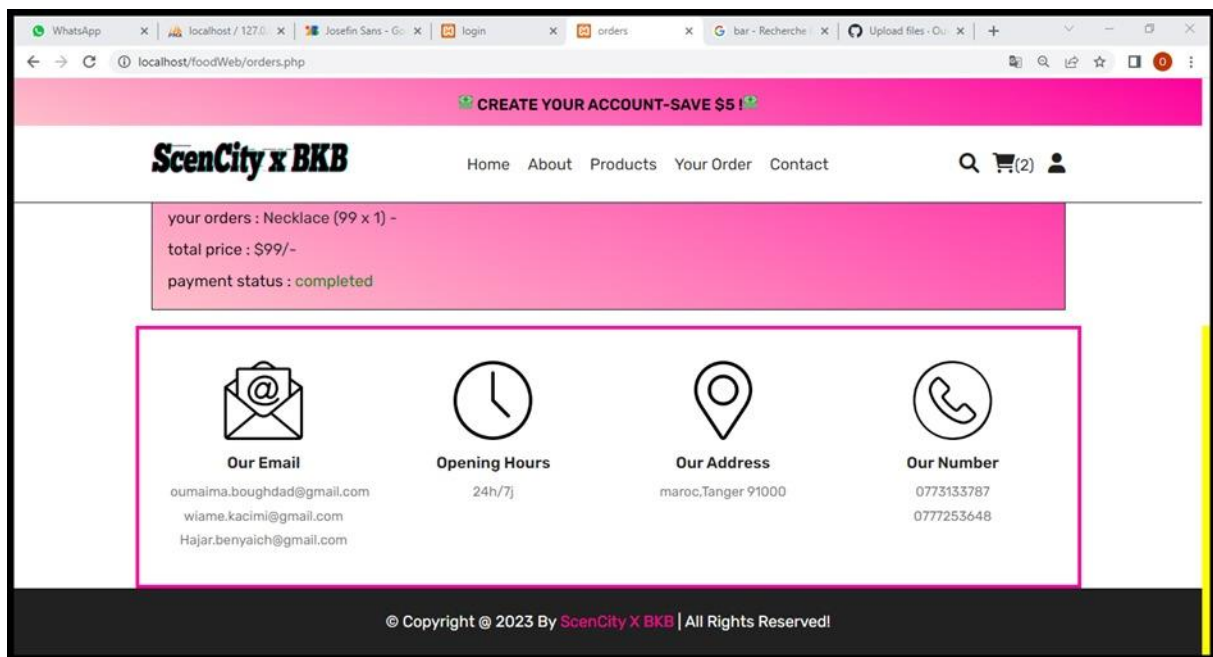 WhatsApp
localhost / 127.0.
Josefin Sans - Go
login
orders
bar - Recherche
Upload files · Ou
localhost/foodWeb/orders.php
O
CREATE YOUR ACCOUNT-SAVE $5 !
ScenCity x BKB
Home About Products Your Order Contact
(2)
your orders : Necklace (99 x 1) -
total price : $99/-
payment status : completed
Our Email
oumaima.boughdad@gmail.com
wiame.kacimi@gmail.com
Hajar.benyaich@gmail.com
Opening Hours
24h/7j
Our Address
maroc,Tanger 91000
Our Number
0773133787
0777253648
© Copyright @ 2023 By ScenCity X BKB | All Rights Reserved!